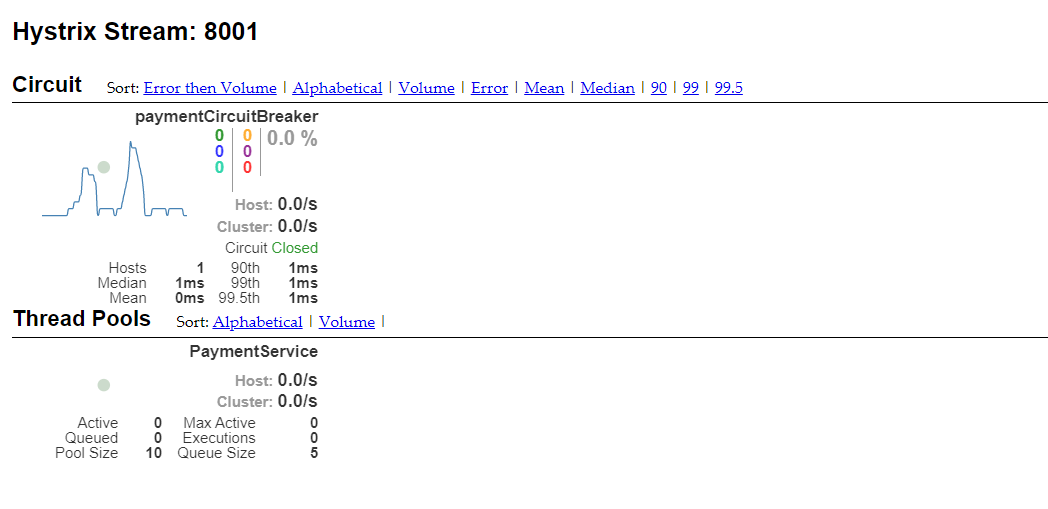 Hystrix Stream: 8001
Circuit Sort: Error then Volume | Alphabetical | Volume | Error | Mean | Median | 90 | 99 | 99.5
paymentCircuitBreaker
0 0 0.0 %
0 0
0 0
Host: 0.0/s
Cluster: 0.0/s
Circuit Closed
Hosts 1 90th 1ms
Median 1ms 99th 1ms
Mean 0ms 99.5th 1ms
Thread Pools Sort: Alphabetical | Volume |
PaymentService
Host: 0.0/s
Cluster: 0.0/s
Active 0 Max Active 0
Queued 0 Executions 0
Pool Size 10 Queue Size 5